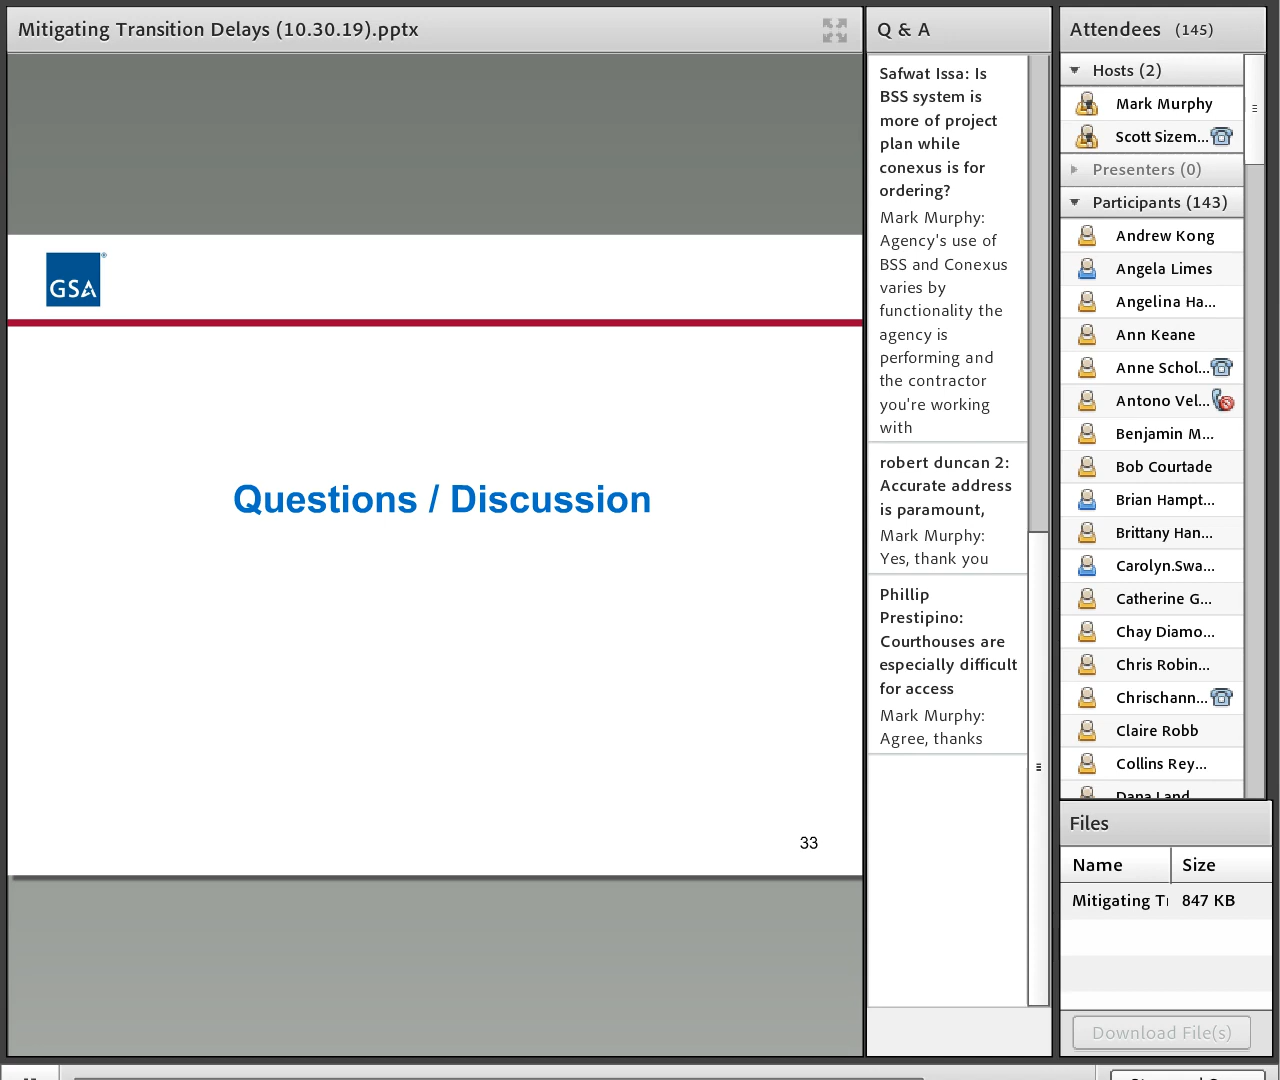 Mitigating Transition Delays (10.30.19).pptx
GSA®
Questions / Discussion
33
Q & A
Safwat Issa: Is
BSS system is
more of project
plan while
conexus is for
ordering?
Mark Murphy:
Agency's use of
BSS and Conexus
varies by
functionality the
agency is
performing and
the contractor
you're working
with
robert duncan 2:
Accurate address
is paramount,
Mark Murphy:
Yes, thank you
Phillip
Prestipino:
Courthouses are
especially difficult
for access
Mark Murphy:
Agree, thanks
Attendees (145)
Hosts (2)
Mark Murphy
Scott Sizem...
Presenters (0)
Participants (143)
Andrew Kong
Angela Limes
Angelina Ha...
Ann Keane
Anne Schol...
Antono Vel...
Benjamin M...
Bob Courtade
Brian Hampt...
Brittany Han...
Carolyn.Swa...
Catherine G...
Chay Diamo...
Chris Robin...
Chrischann...
Claire Robb
Collins Rey...
Dana Land
Files
Name Size
Mitigating Tr 847 KB
Download File(s)